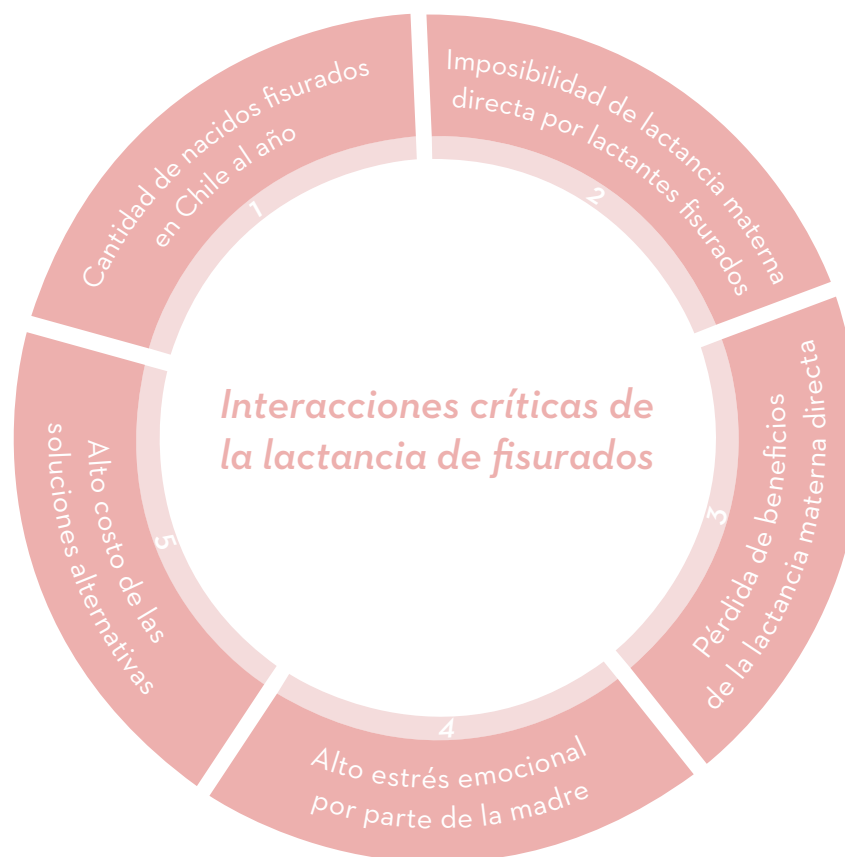 Interacciones críticas de
la lactancia de fisurados
Cantidad de nacidos fisurados
en Chile al año
1
Imposibilidad de lactancia materna
directa por lactantes fisurados
2
Pérdida de beneficios
de la lactancia materna directa
3
Alto estrés emocional
por parte de la madre
4
Alto costo de las
soluciones alternativas
5